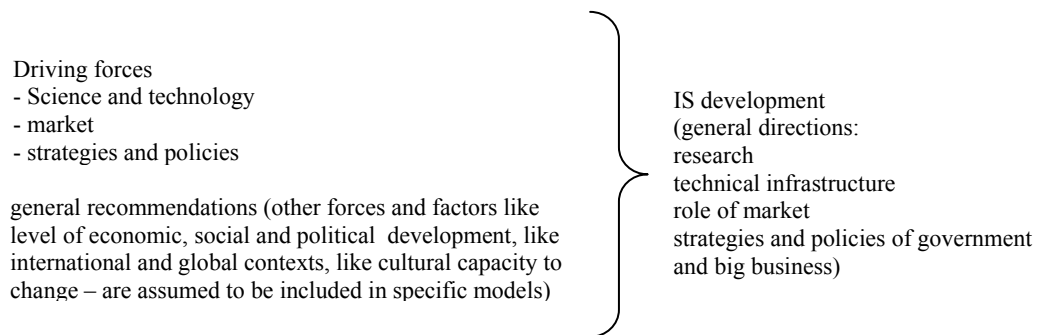 Driving forces
- Science and technology
- market
- strategies and policies
general recommendations (other forces and factors like
level of economic, social and political development, like
international and global contexts, like cultural capacity to
change – are assumed to be included in specific models)
IS development
(general directions:
research
technical infrastructure
role of market
strategies and policies of government
and big business)